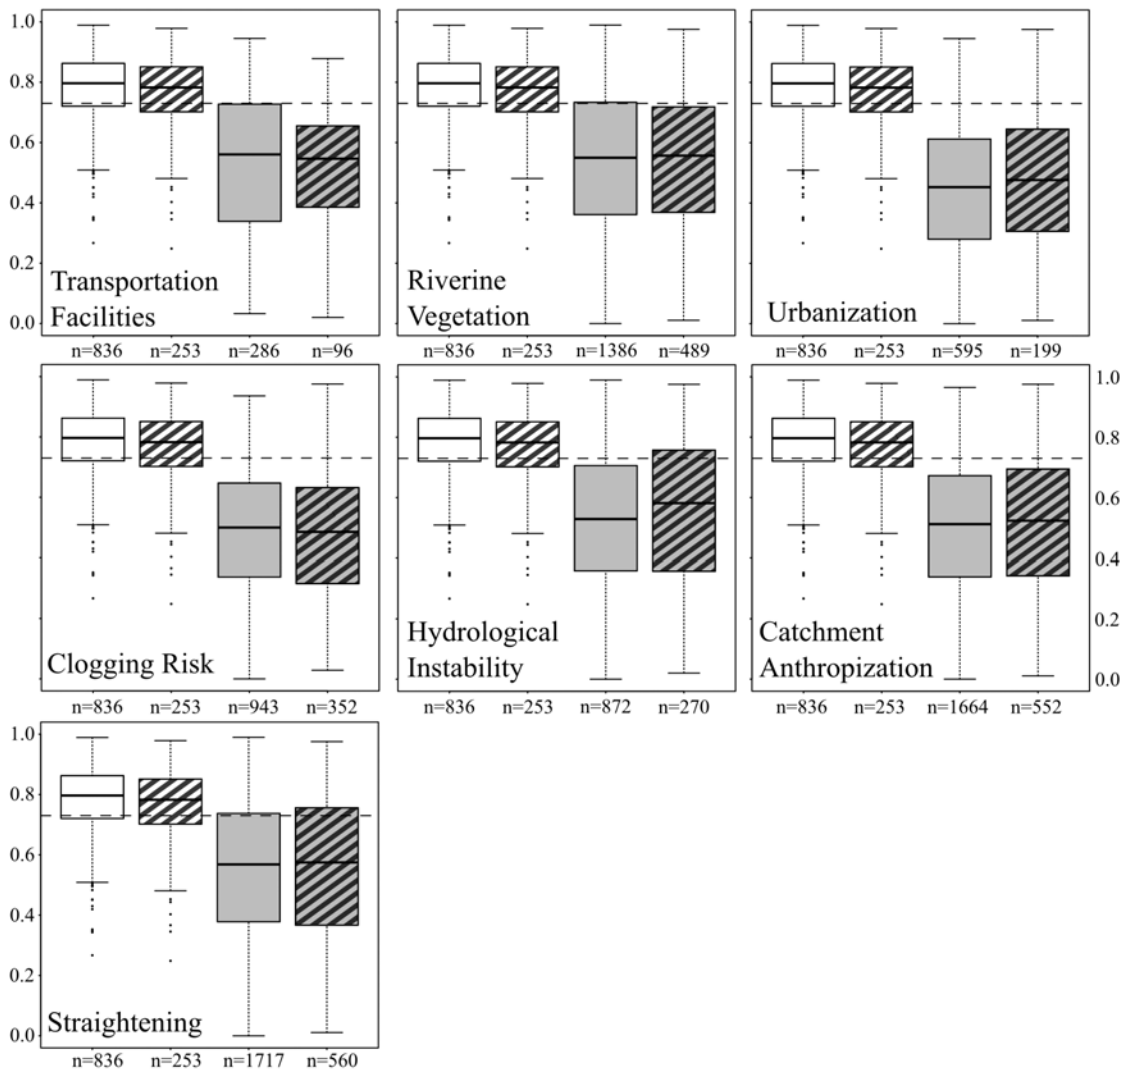 1.0
0.8
0.6
0.4
0.2
0.0
Transportation
Facilities
n=836 n=253 n=286 n=96
Riverine
Vegetation
n=836 n=253 n=1386 n=489
Urbanization
n=836 n=253 n=595 n=199
Clogging Risk
n=836 n=253 n=943 n=352
Hydrological
Instability
n=836 n=253 n=872 n=270
Catchment
Anthropization
n=836 n=253 n=1664 n=552
1.0
0.8
0.6
0.4
0.2
0.0
1.0
0.8
0.6
0.4
0.2
0.0
Straightening
n=836 n=253 n=1717 n=560